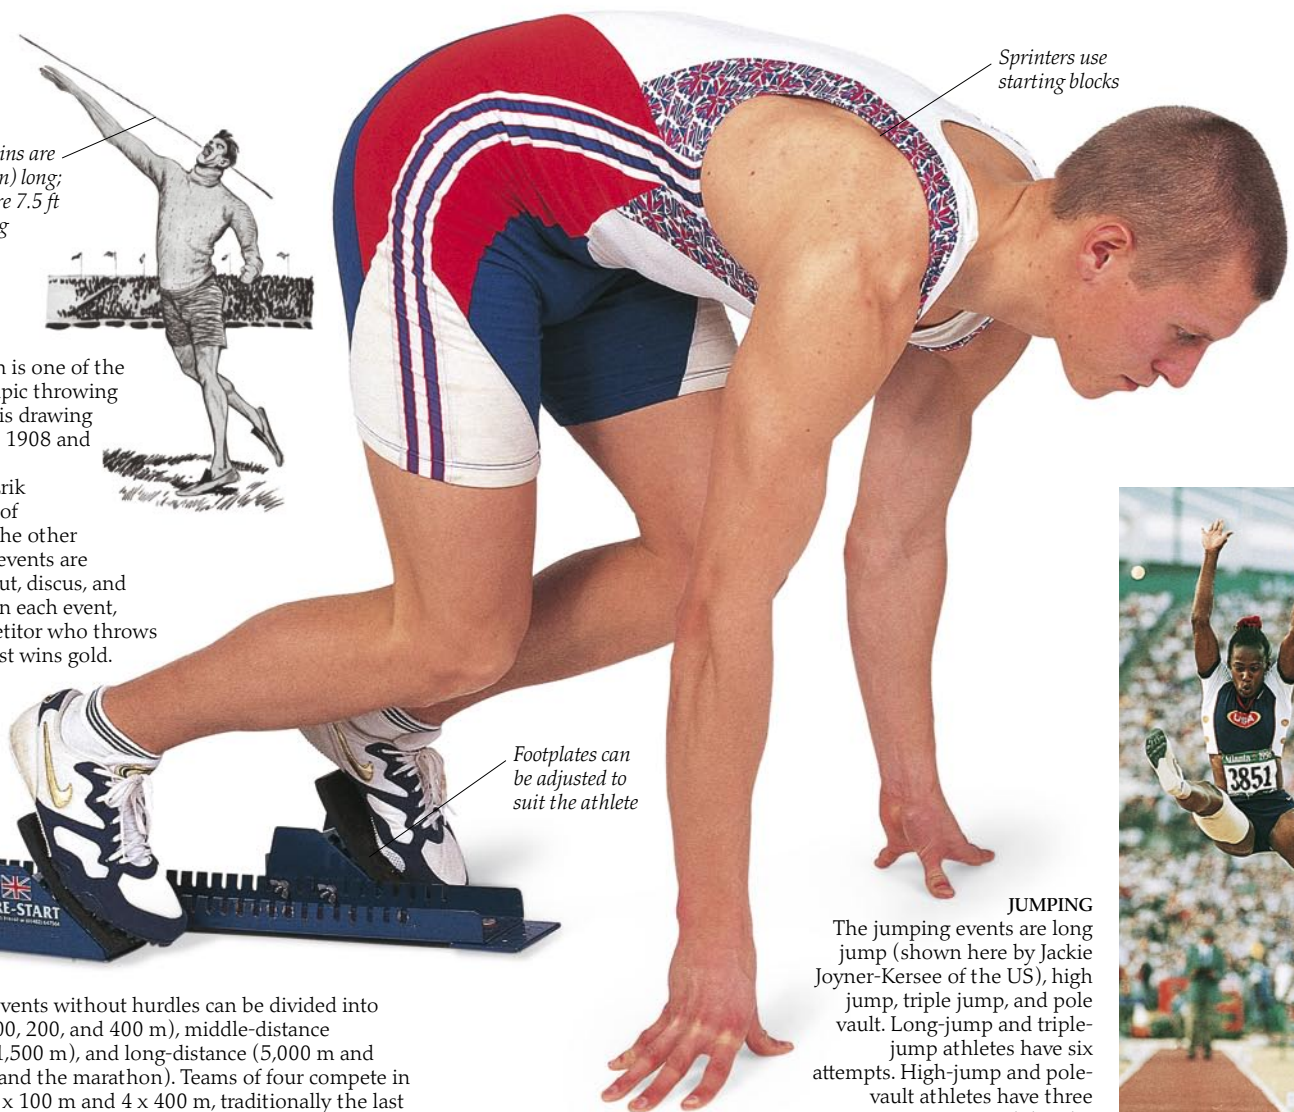 Sprinters use
starting blocks
ins are
n) long;
re 7.5 ft
g
n is one of the
pic throwing
is drawing
1908 and
rik
of
he other
events are
ut, discus, and
n each event,
etitor who throws
st wins gold.
Footplates can
be adjusted to
suit the athlete
RE-START
USA
Atlanta
3851
JUMPING
The jumping events are long
jump (shown here by Jackie
Joyner-Kersee of the US), high
jump, triple jump, and pole
vault. Long-jump and triple-
jump athletes have six
attempts. High-jump and pole-
vault athletes have three
vents without hurdles can be divided into
00, 200, and 400 m), middle-distance
1,500 m), and long-distance (5,000 m and
and the marathon). Teams of four compete in
x 100 m and 4 x 400 m, traditionally the last